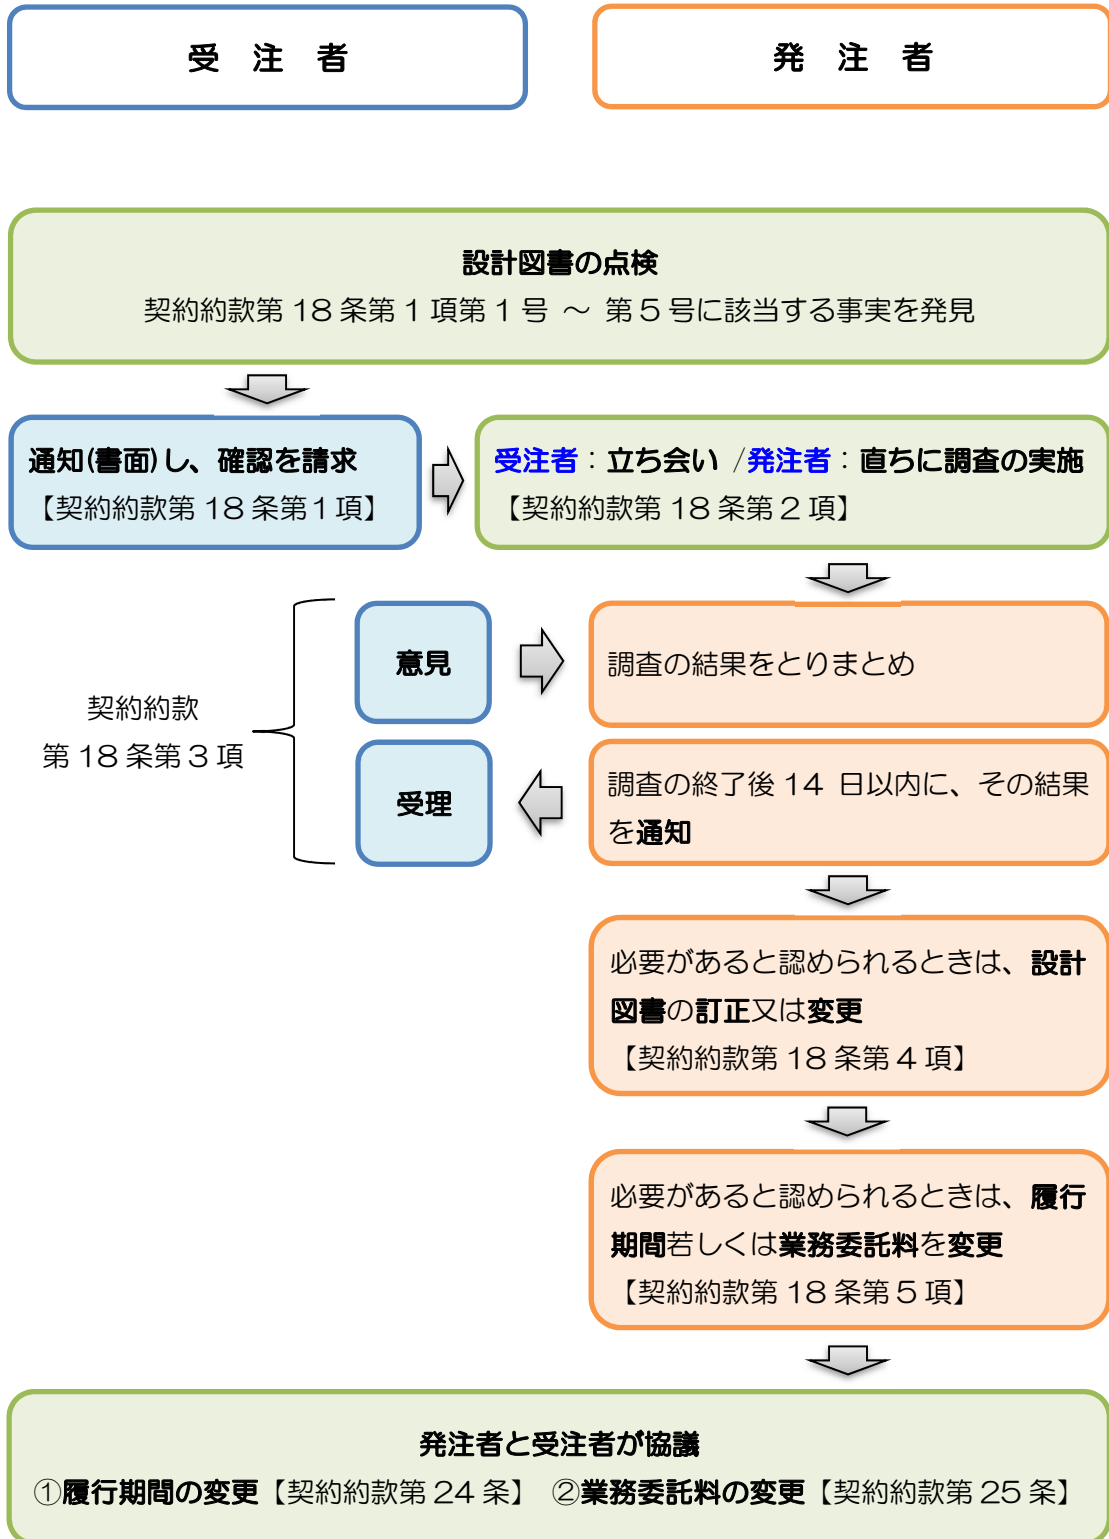 受 注 者
発 注 者
設計図書の点検
契約約款第 18 条第 1 項第 1 号 ～ 第 5 号に該当する事実を発見
通知(書面)し、確認を請求
【契約約款第 18 条第 1 項】
受注者：立ち会い /発注者：直ちに調査の実施
【契約約款第 18 条第 2 項】
契約約款
第 18 条第 3 項
意見
調査の結果をとりまとめ
受理
調査の終了後 14 日以内に、その結果
を通知
必要があると認められるときは、設計
図書の訂正又は変更
【契約約款第 18 条第 4 項】
必要があると認められるときは、履行
期間若しくは業務委託料を変更
【契約約款第 18 条第 5 項】
発注者と受注者が協議
①履行期間の変更【契約約款第 24 条】 ②業務委託料の変更【契約約款第 25 条】